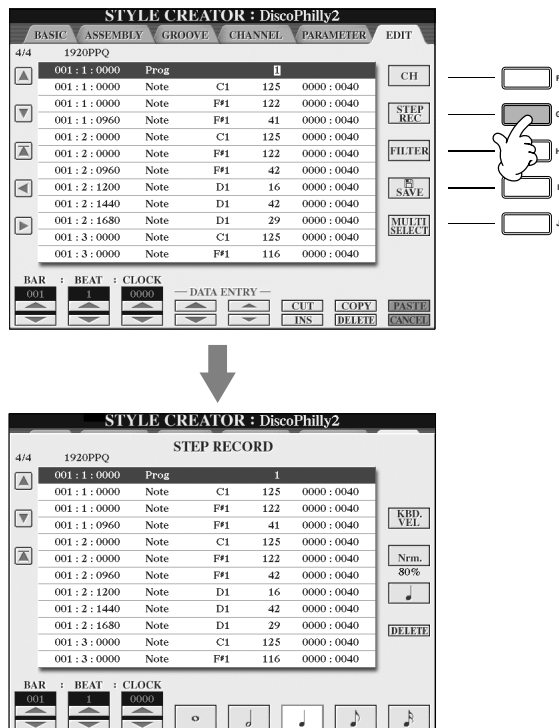 STYLE CREATOR : DiscoPhilly2
BASIC ASSEMBLY GROOVE CHANNEL PARAMETER EDIT
4/4 1920PPQ
001 : 1 : 0000 Prog 1
CH
F
001 : 1 : 0000 Note C1 125 0000 : 0040
001 : 1 : 0000 Note F#1 122 0000 : 0040
001 : 1 : 0960 Note F#1 41 0000 : 0040
STEP REC
G
001 : 2 : 0000 Note C1 125 0000 : 0040
001 : 2 : 0000 Note F#1 122 0000 : 0040
FILTER
H
001 : 2 : 0960 Note F#1 42 0000 : 0040
001 : 2 : 1200 Note D1 16 0000 : 0040
SAVE
I
001 : 2 : 1440 Note D1 42 0000 : 0040
001 : 2 : 1680 Note D1 29 0000 : 0040
MULTI SELECT
J
001 : 3 : 0000 Note C1 125 0000 : 0040
001 : 3 : 0000 Note F#1 116 0000 : 0040
BAR : BEAT : CLOCK
001 1 0000
DATA ENTRY
CUT COPY PASTE
INS DELETE CANCEL
STYLE CREATOR : DiscoPhilly2
STEP RECORD
4/4 1920PPQ
001 : 1 : 0000 Prog 1
001 : 1 : 0000 Note C1 125 0000 : 0040
001 : 1 : 0000 Note F#1 122 0000 : 0040
001 : 1 : 0960 Note F#1 41 0000 : 0040
KBD. VEL
001 : 2 : 0000 Note C1 125 0000 : 0040
001 : 2 : 0000 Note F#1 122 0000 : 0040
Nrm.
001 : 2 : 0960 Note F#1 42 0000 : 0040
80%
001 : 2 : 1200 Note D1 16 0000 : 0040
001 : 2 : 1440 Note D1 42 0000 : 0040
001 : 2 : 1680 Note D1 29 0000 : 0040
DELETE
001 : 3 : 0000 Note C1 125 0000 : 0040
001 : 3 : 0000 Note F#1 116 0000 : 0040
BAR : BEAT : CLOCK
001 1 0000